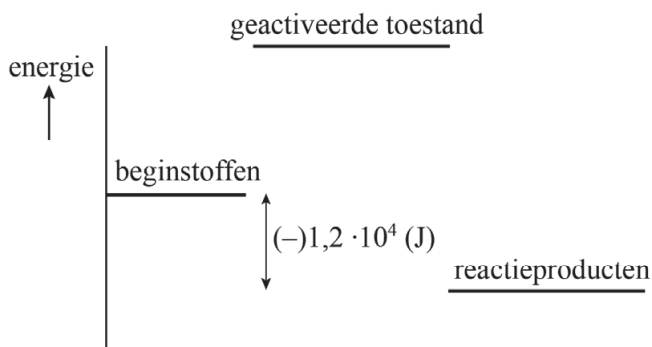 geactiveerde toestand
energie
beginstoffen
(–)1,2 ·10⁴ (J)
reactieproducten